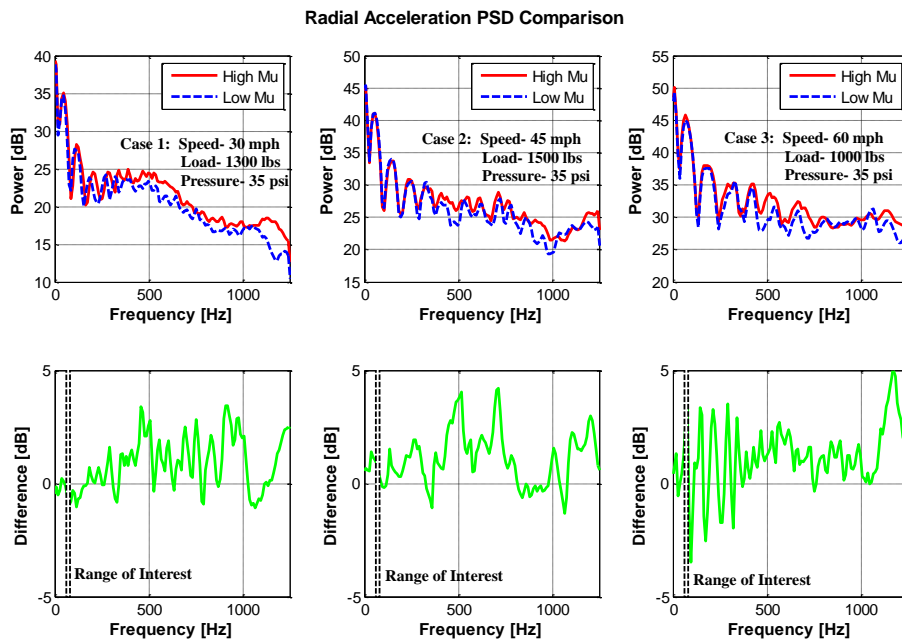 Radial Acceleration PSD Comparison
40
35
30
25
20
15
10
0
500
1000
Power [dB]
Frequency [Hz]
High Mu
Low Mu
Case 1: Speed- 30 mph
Load- 1300 lbs
Pressure- 35 psi
50
45
40
35
30
25
20
15
0
500
1000
Power [dB]
Frequency [Hz]
High Mu
Low Mu
Case 2: Speed- 45 mph
Load- 1500 lbs
Pressure- 35 psi
55
50
45
40
35
30
25
20
0
500
1000
Power [dB]
Frequency [Hz]
High Mu
Low Mu
Case 3: Speed- 60 mph
Load- 1000 lbs
Pressure- 35 psi
5
0
-5
0
500
1000
Difference [dB]
Frequency [Hz]
Range of Interest
5
0
-5
0
500
1000
Difference [dB]
Frequency [Hz]
Range of Interest
5
0
-5
0
500
1000
Difference [dB]
Frequency [Hz]
Range of Interest